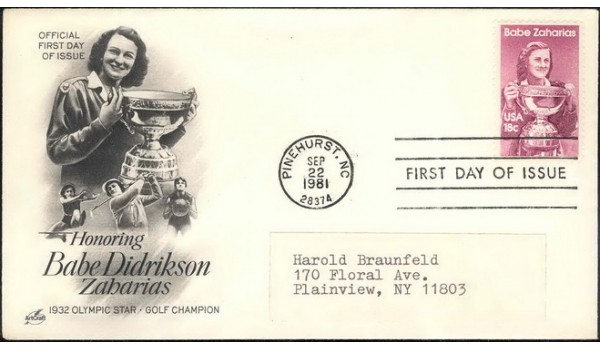 OFFICIAL
FIRST DAY
OF ISSUE
Honoring
Babe Didrikson
Zaharias
1932 OLYMPIC STAR - GOLF CHAMPION
Artcraft
PINEHURST, NC
SEP
22
1981
28374
Babe Zaharias
USA
18c
FIRST DAY OF ISSUE
Harold Braunfeld
170 Floral Ave.
Plainview, NY 11803